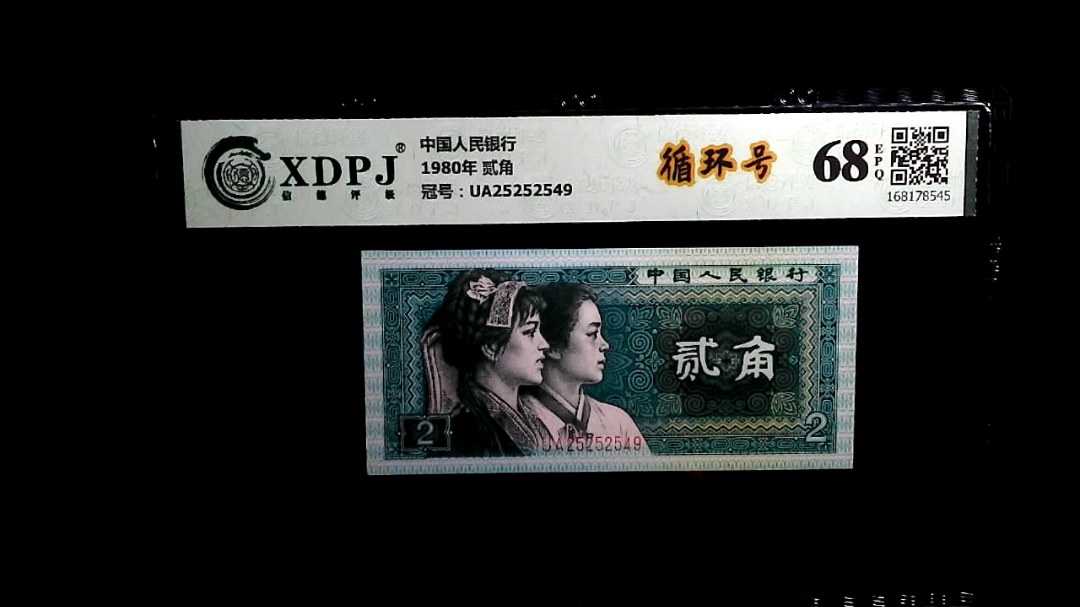 XDPJ®
信德评级
中国人民银行
1980年 贰角
冠号：UA25252549
循环号
68
EPQ
168178545
中国人民银行
贰角
2
2
UA25252549